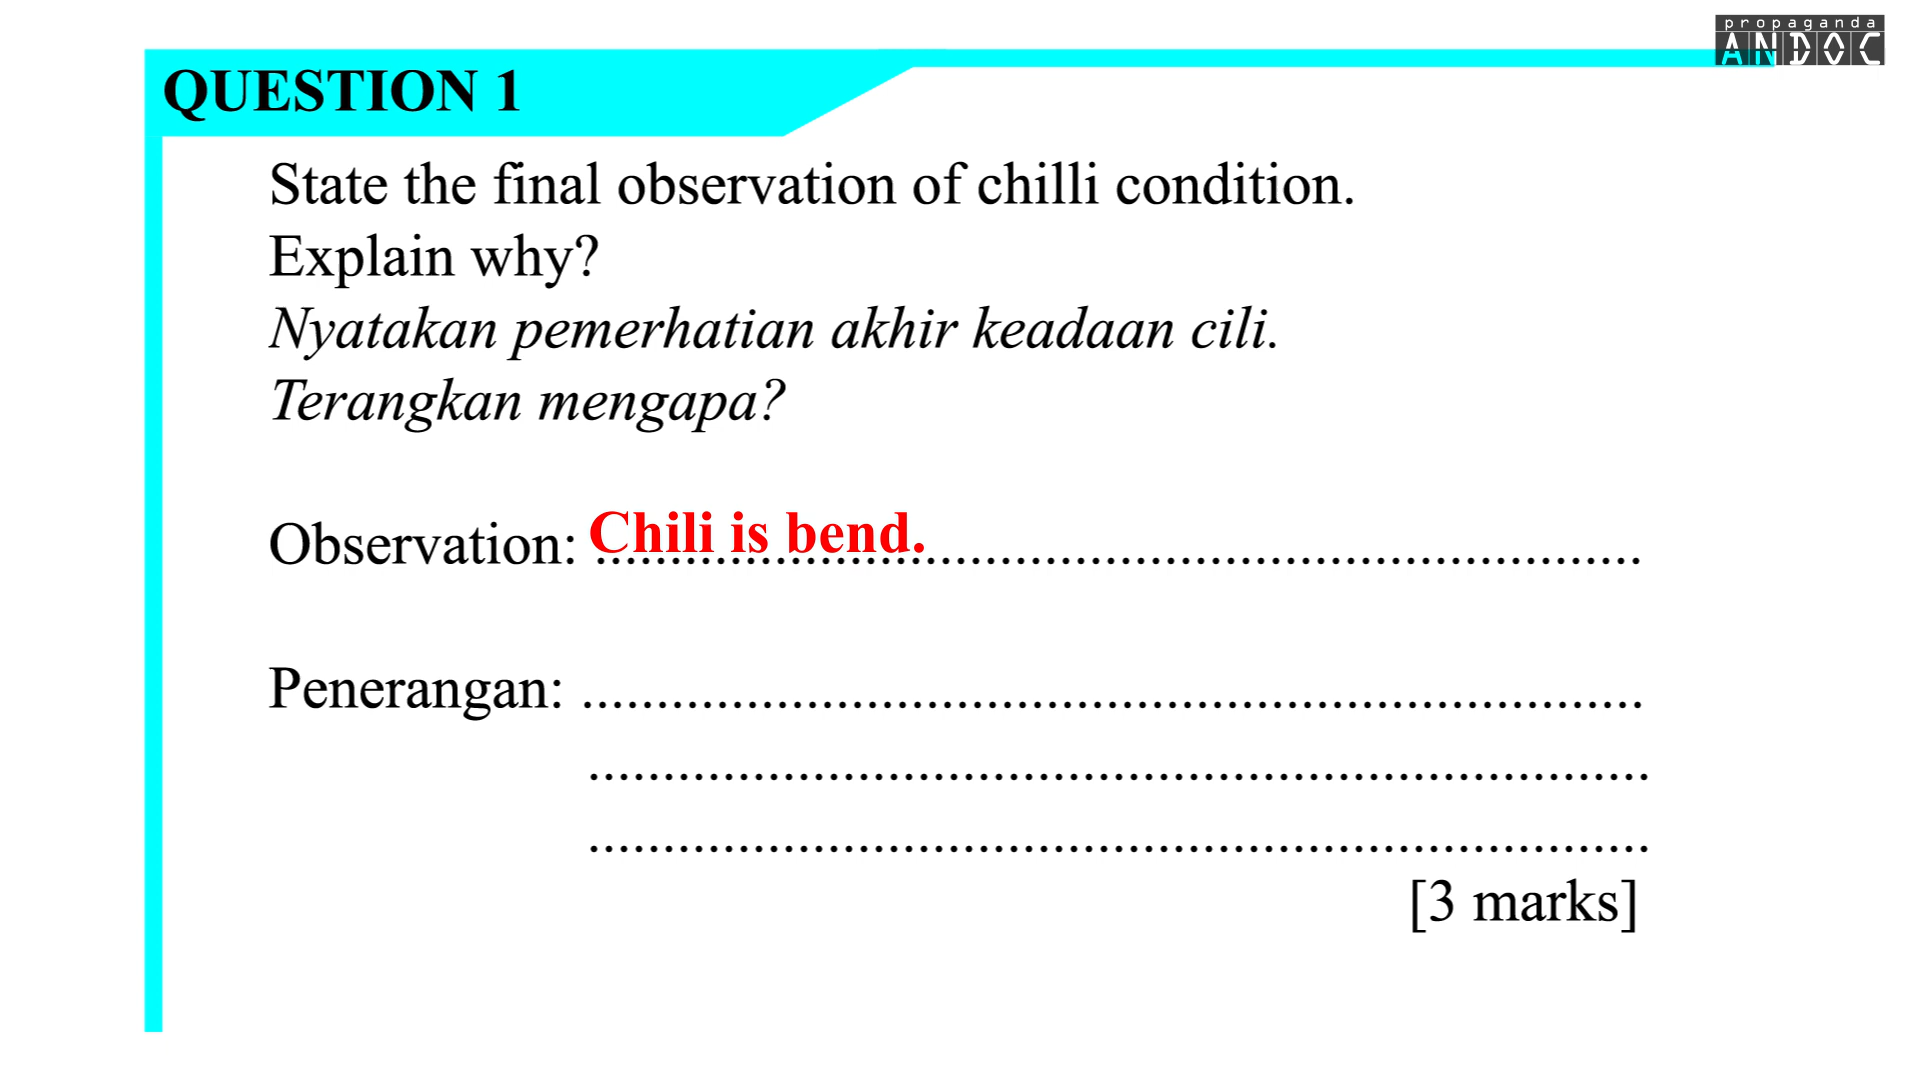 propaganda
ANDOC
QUESTION 1
State the final observation of chilli condition.
Explain why?
Nyatakan pemerhatian akhir keadaan cili.
Terangkan mengapa?
Observation: Chili is bend. ......................................................................
Penerangan: .......................................................................
.......................................................................
.......................................................................
[3 marks]